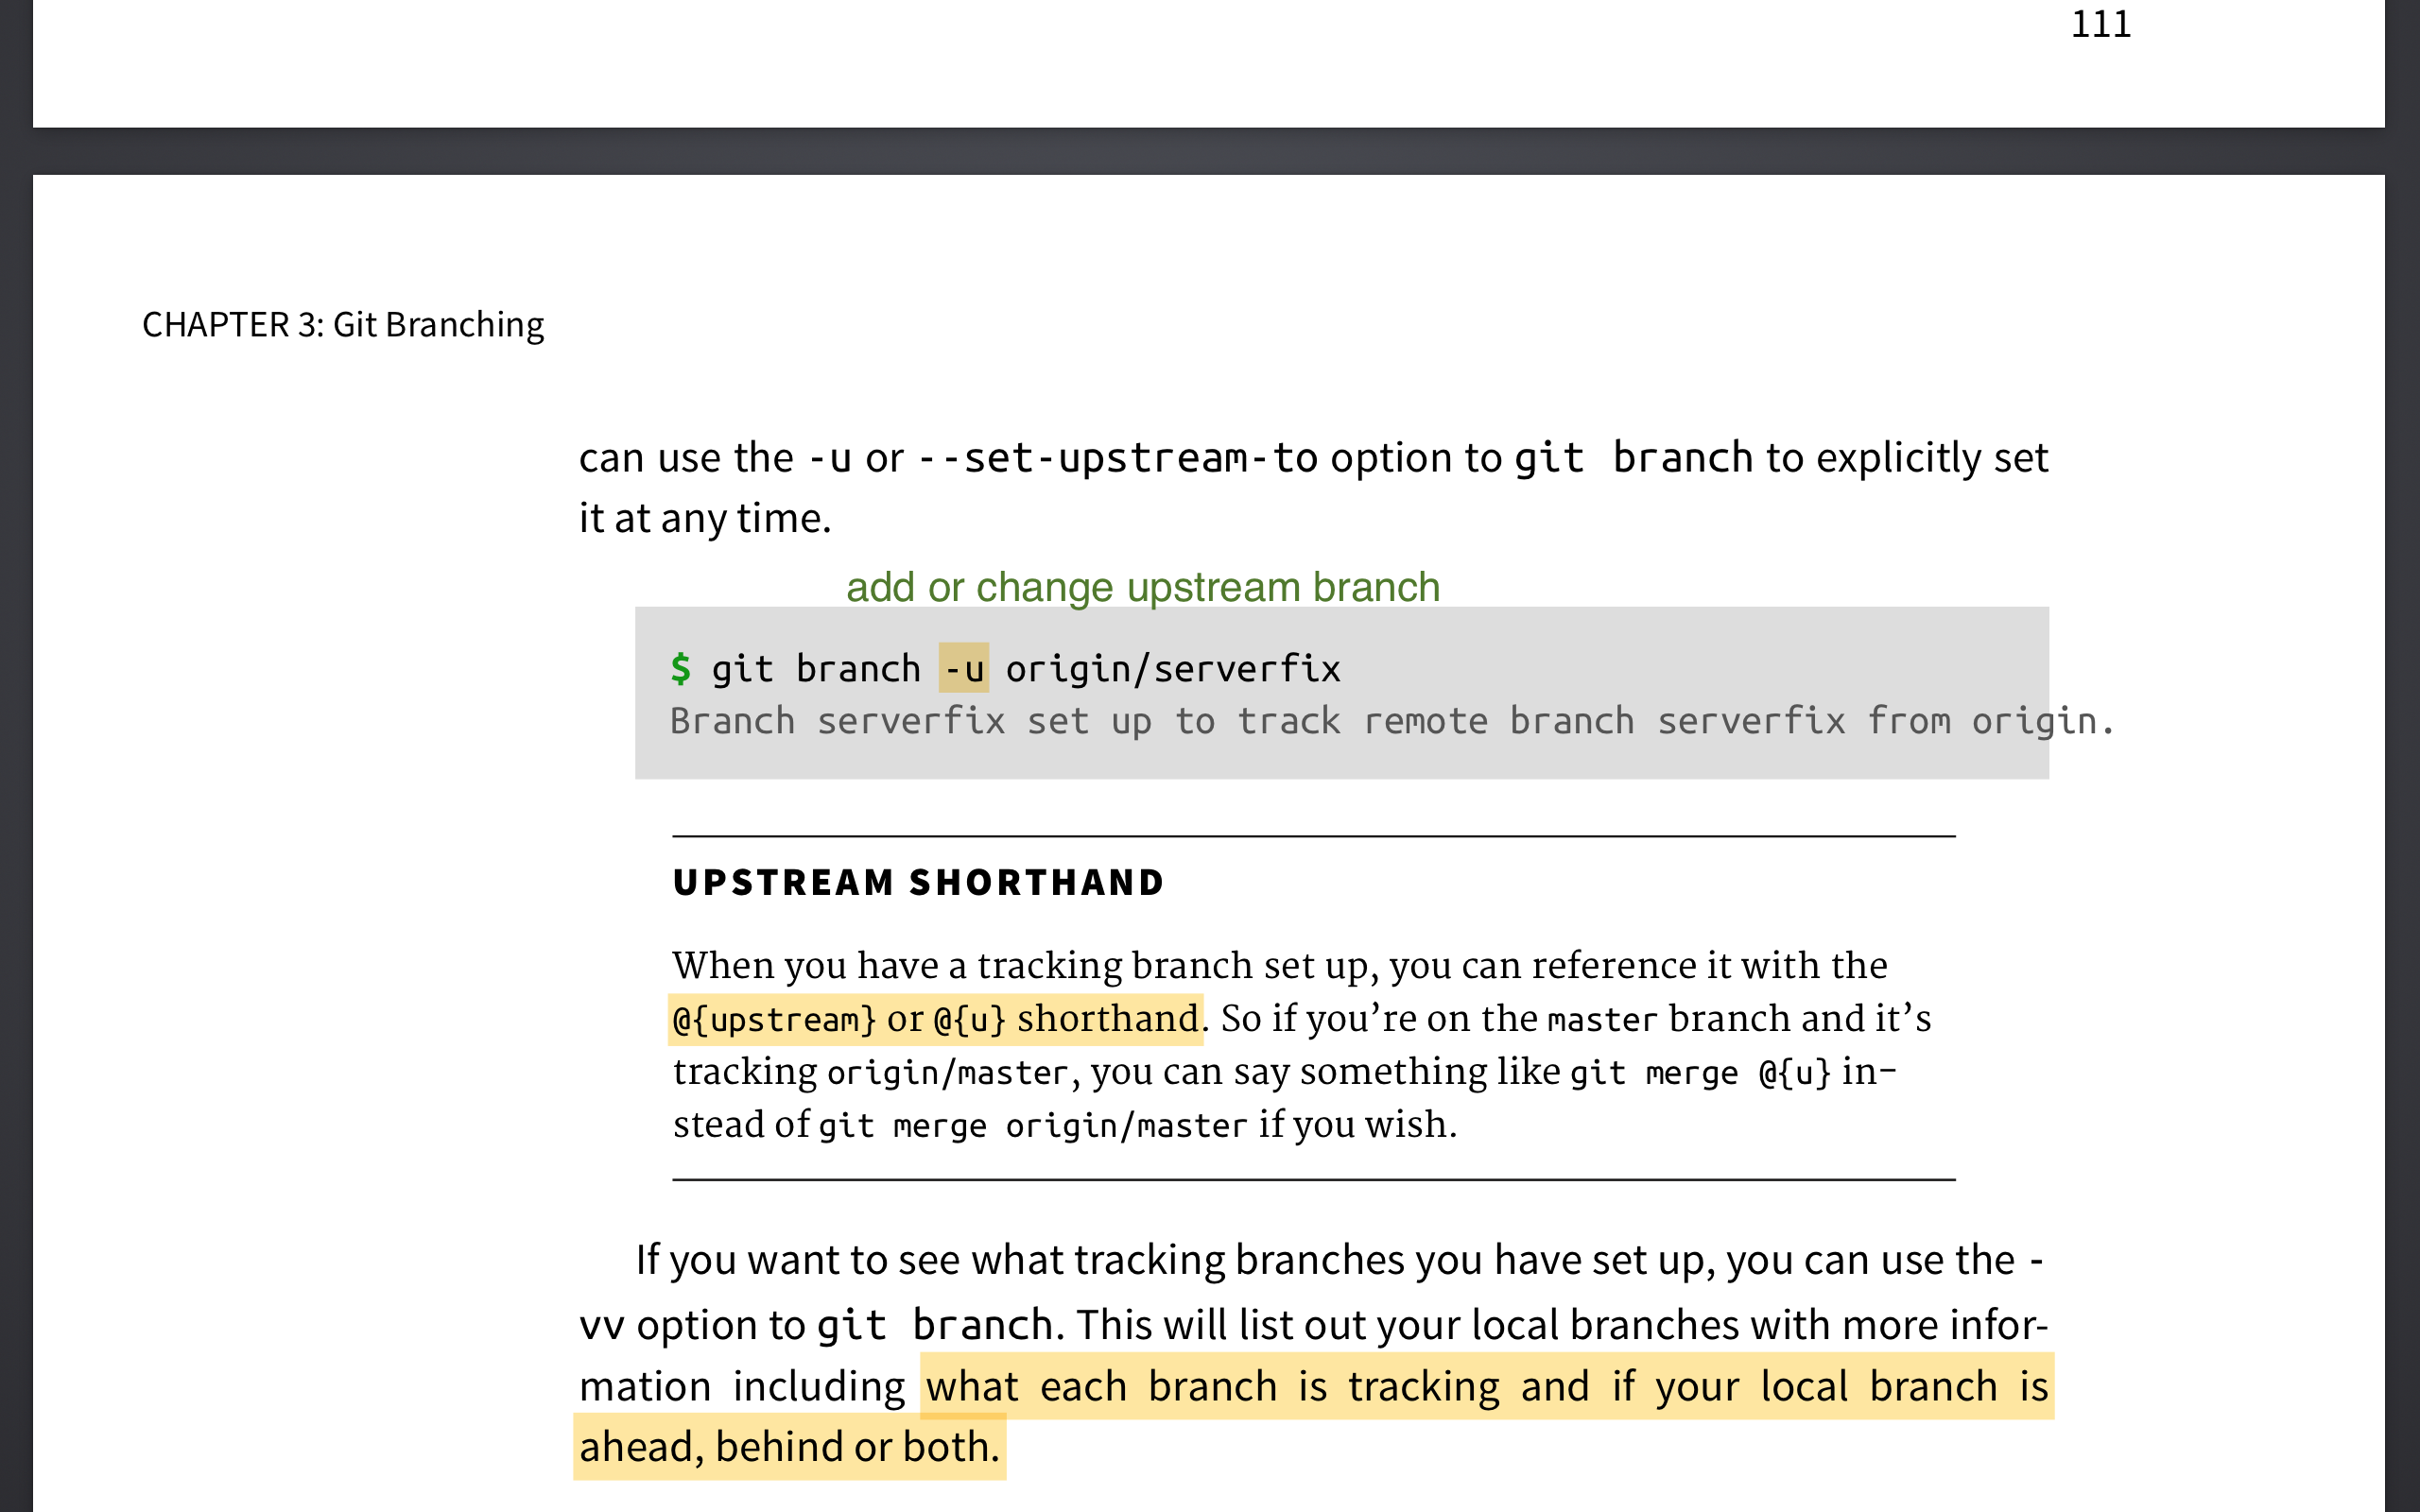 111
CHAPTER 3: Git Branching
can use the -u or --set-upstream-to option to git branch to explicitly set
it at any time.
add or change upstream branch
$ git branch -u origin/serverfix
Branch serverfix set up to track remote branch serverfix from origin.
UPSTREAM SHORTHAND
When you have a tracking branch set up, you can reference it with the
@{upstream} or @{u} shorthand. So if you’re on the master branch and it’s
tracking origin/master, you can say something like git merge @{u} in-
stead of git merge origin/master if you wish.
If you want to see what tracking branches you have set up, you can use the -
vv option to git branch. This will list out your local branches with more infor-
mation including what each branch is tracking and if your local branch is
ahead, behind or both.